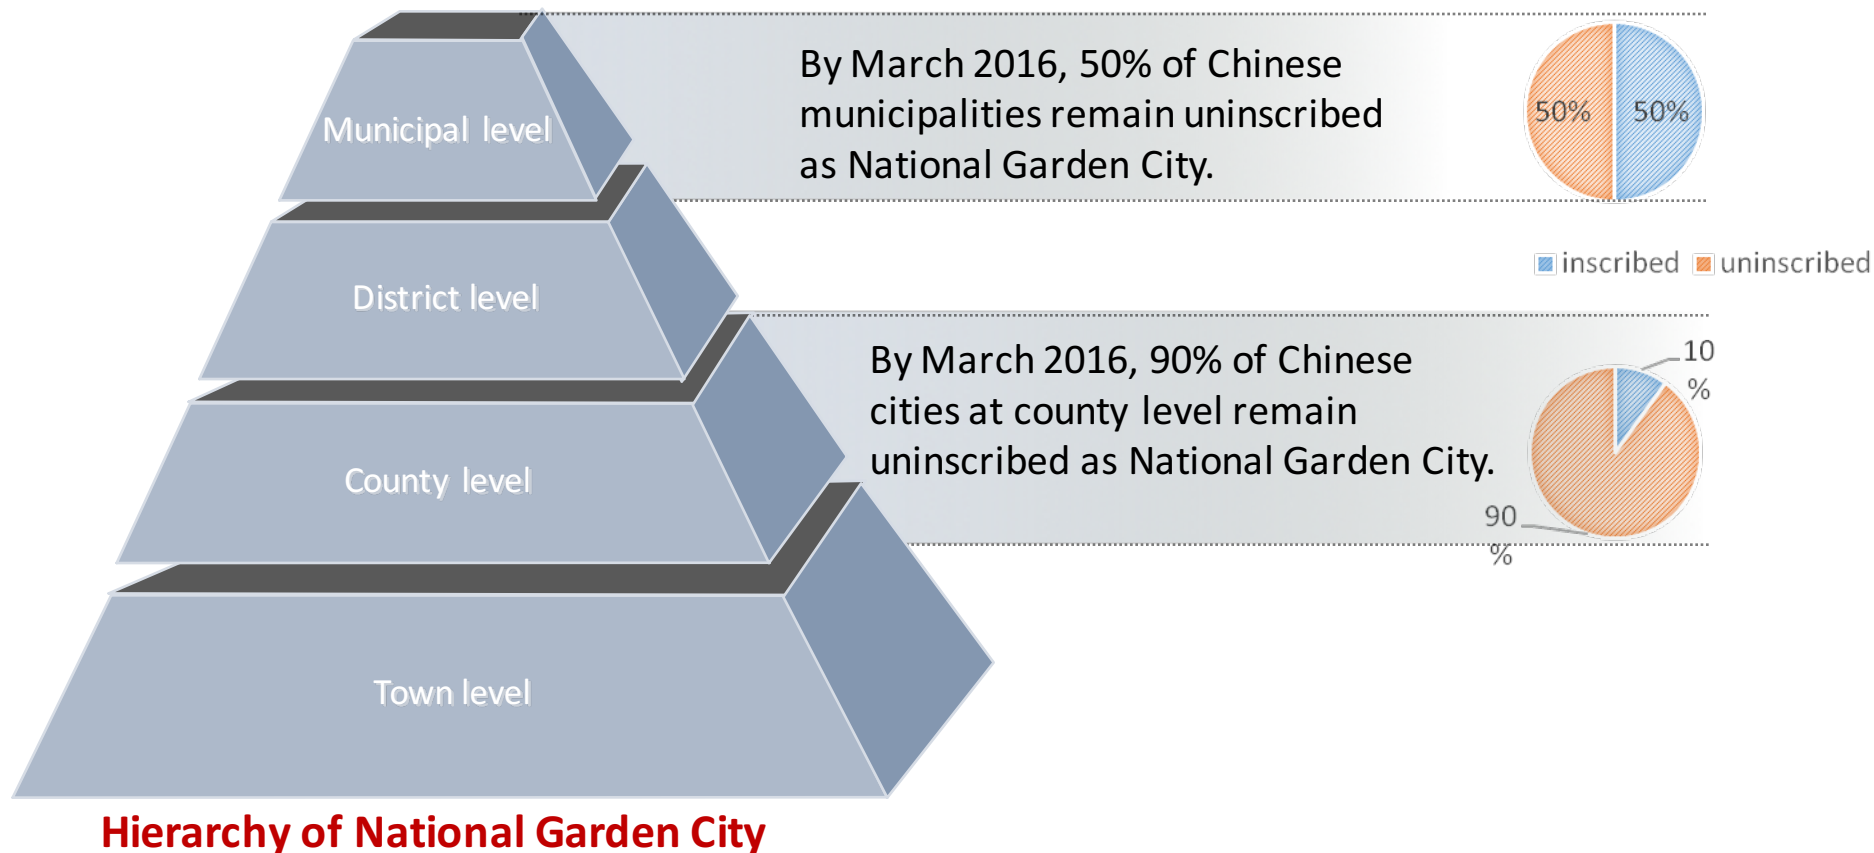 Municipal level
By March 2016, 50% of Chinese
municipalities remain uninscribed
as National Garden City.
50% 50%
inscribed uninscribed
District level
By March 2016, 90% of Chinese
cities at county level remain
uninscribed as National Garden City.
10
%
90
%
County level
Town level
Hierarchy of National Garden City